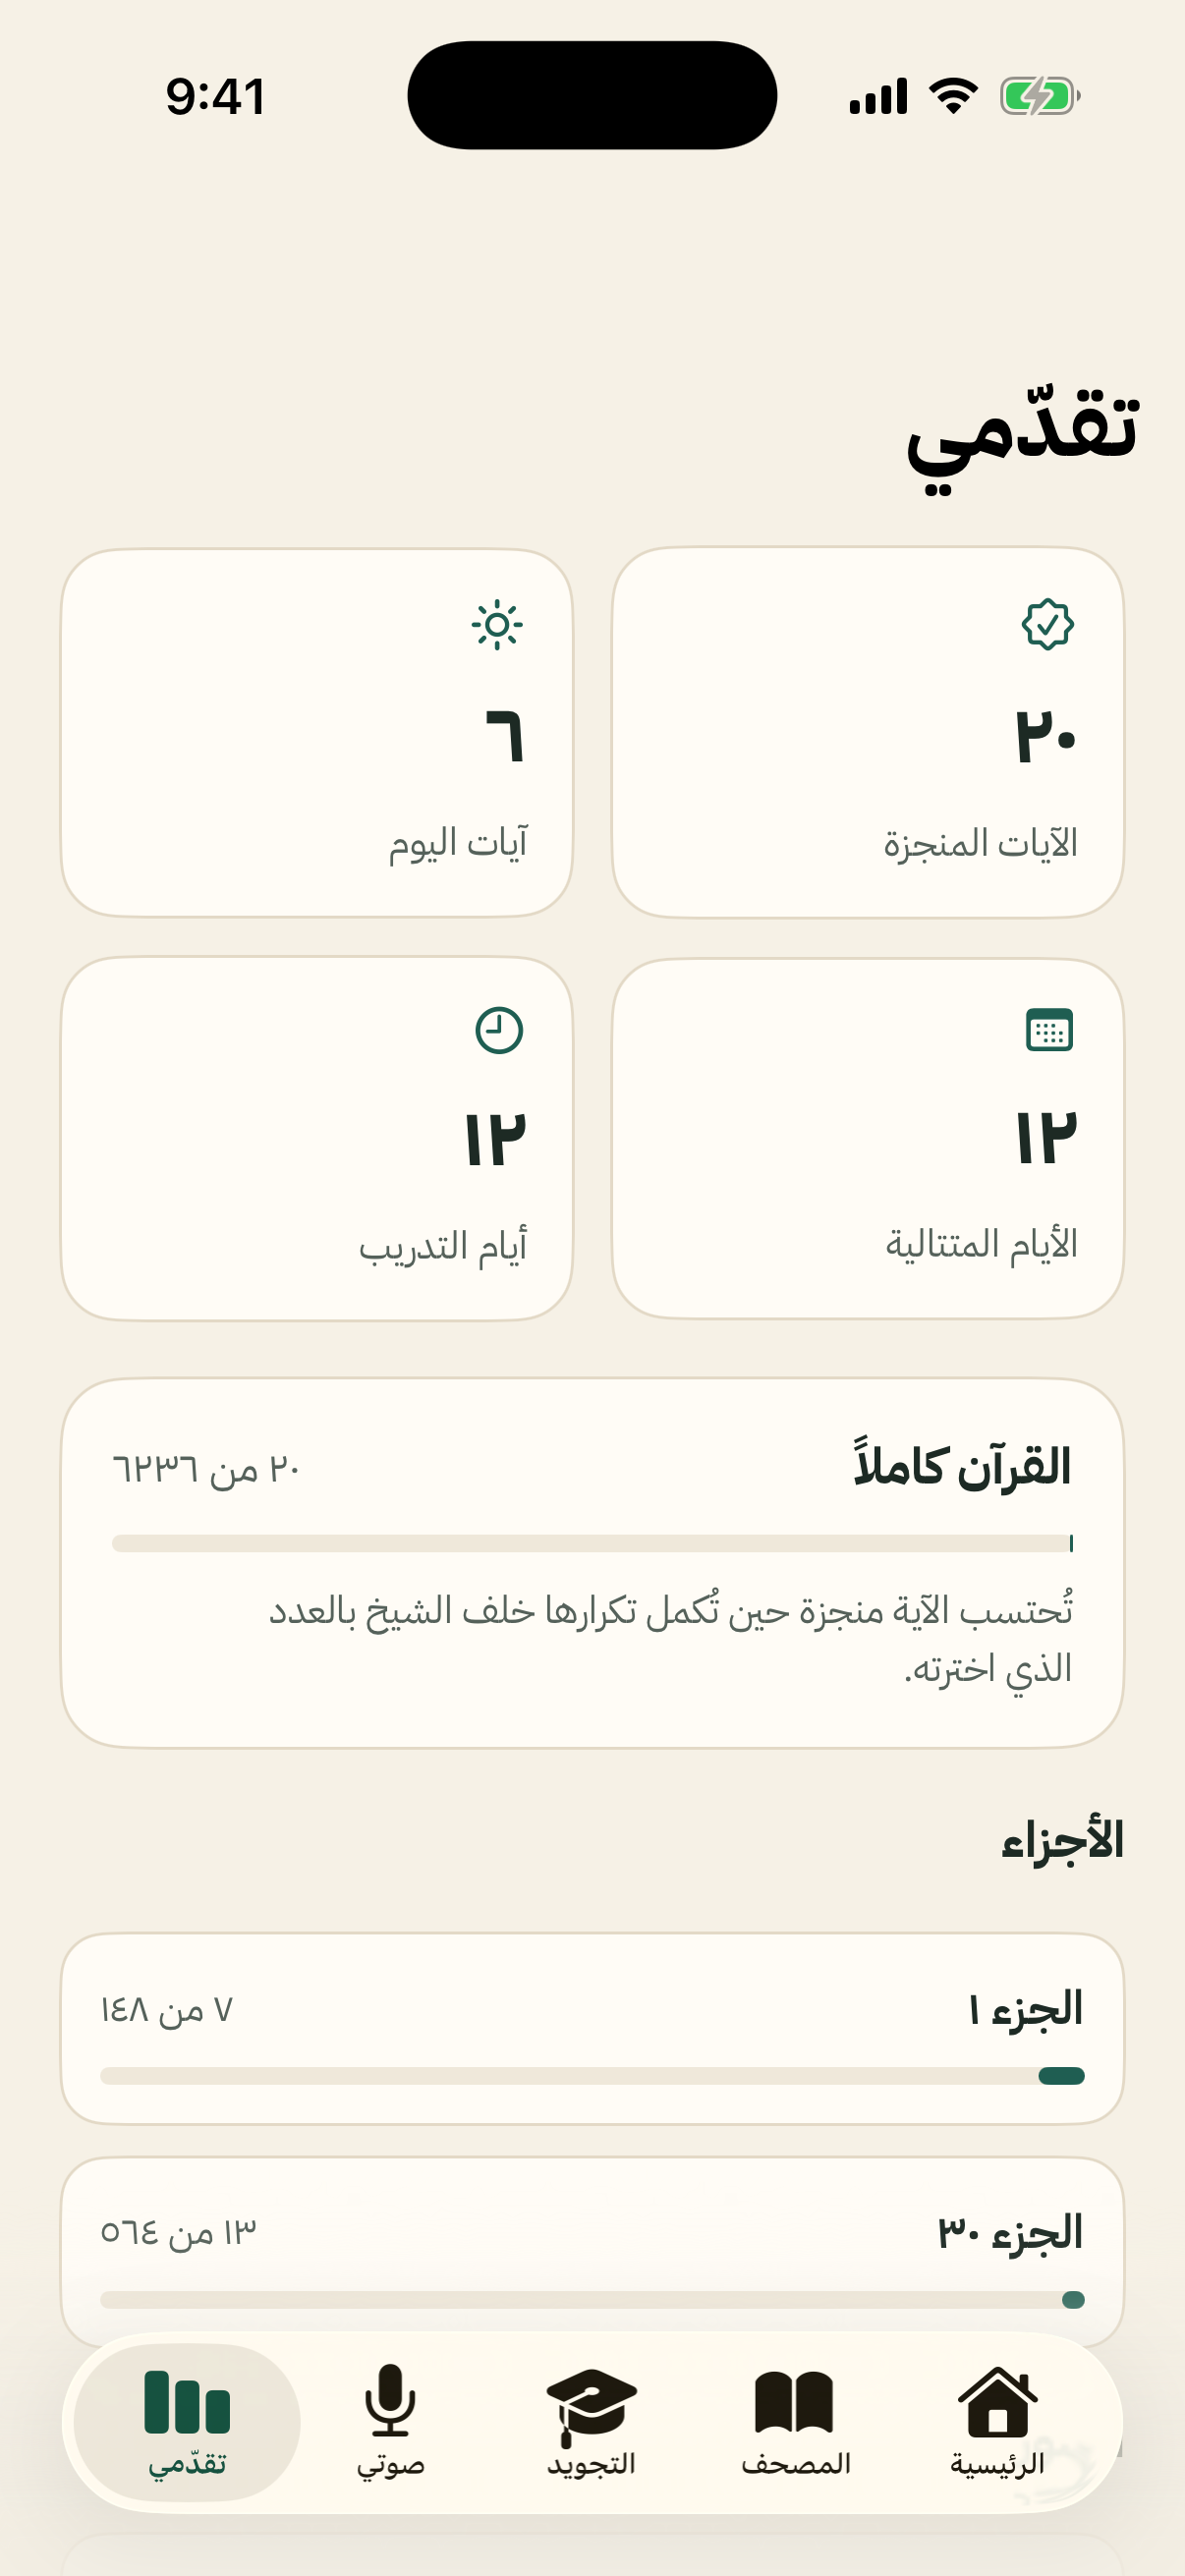 9:41
تقدّمي
٢٠
الآيات المنجزة
٦
آيات اليوم
١٢
الأيام المتتالية
١٢
أيام التدريب
القرآن كاملاً
٢٠ من ٦٢٣٦
تُحتسب الآية منجزة حين تُكمل تكرارها خلف الشيخ بالعدد
الذي اخترته.
الأجزاء
الجزء ١
٧ من ١٤٨
الجزء ٣٠
١٣ من ٥٦٤
الرئيسية
المصحف
التجويد
صوتي
تقدّمي